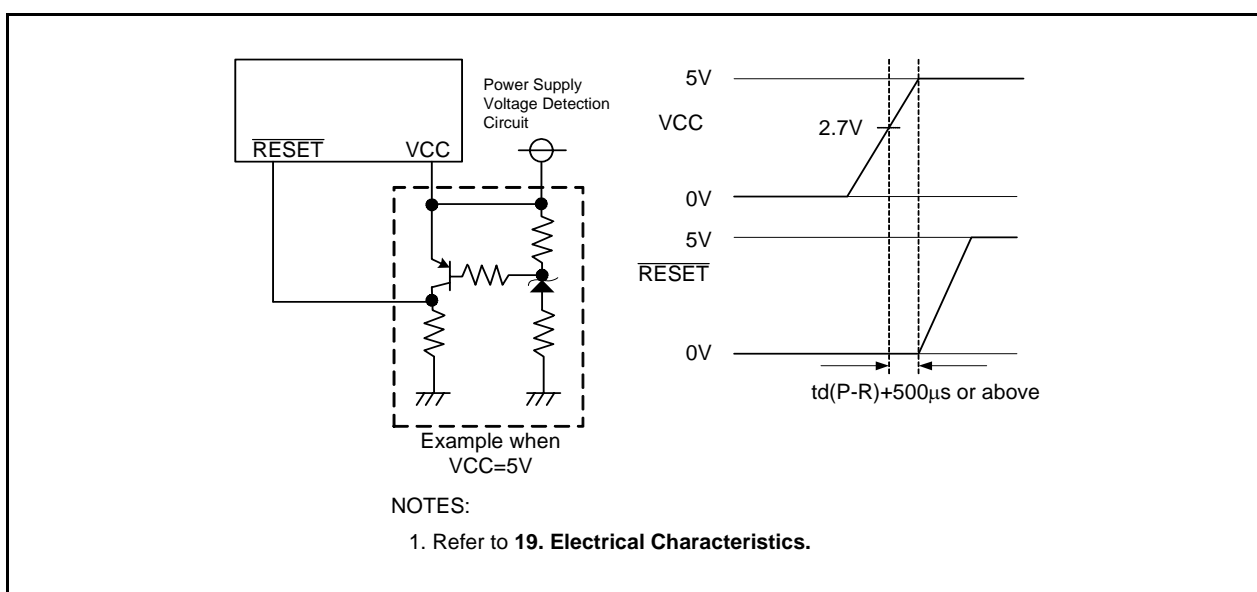 RESET
VCC
Power Supply
Voltage Detection
Circuit
Example when
VCC=5V
5V
VCC
2.7V
0V
5V
RESET
0V
td(P-R)+500μs or above
NOTES:
1. Refer to 19. Electrical Characteristics.